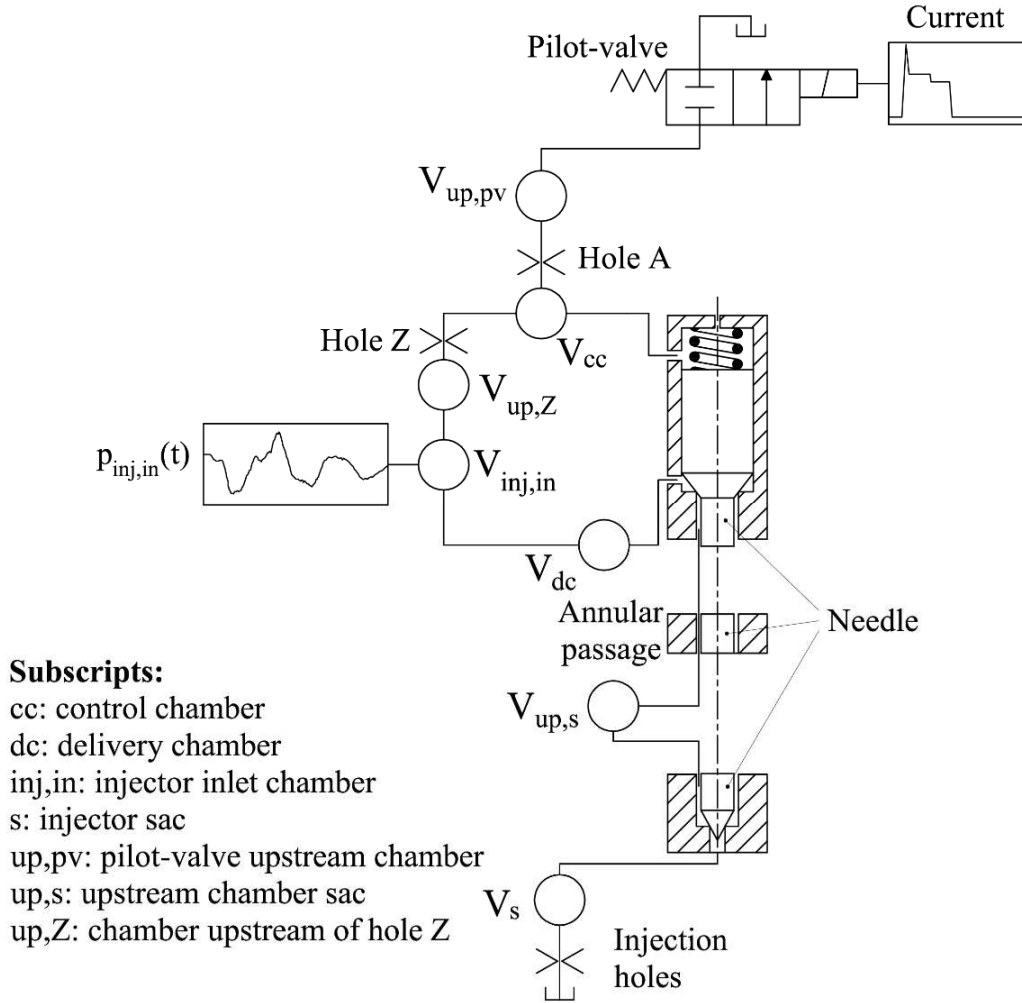 Current
Pilot-valve
V_up,pv
Hole A
Hole Z
V_cc
V_up,Z
p_inj,in(t)
V_inj,in
V_dc
Annular
passage
Needle
V_up,s
Subscripts:
cc: control chamber
dc: delivery chamber
inj,in: injector inlet chamber
s: injector sac
up,pv: pilot-valve upstream chamber
up,s: upstream chamber sac
up,Z: chamber upstream of hole Z
V_s
Injection
holes